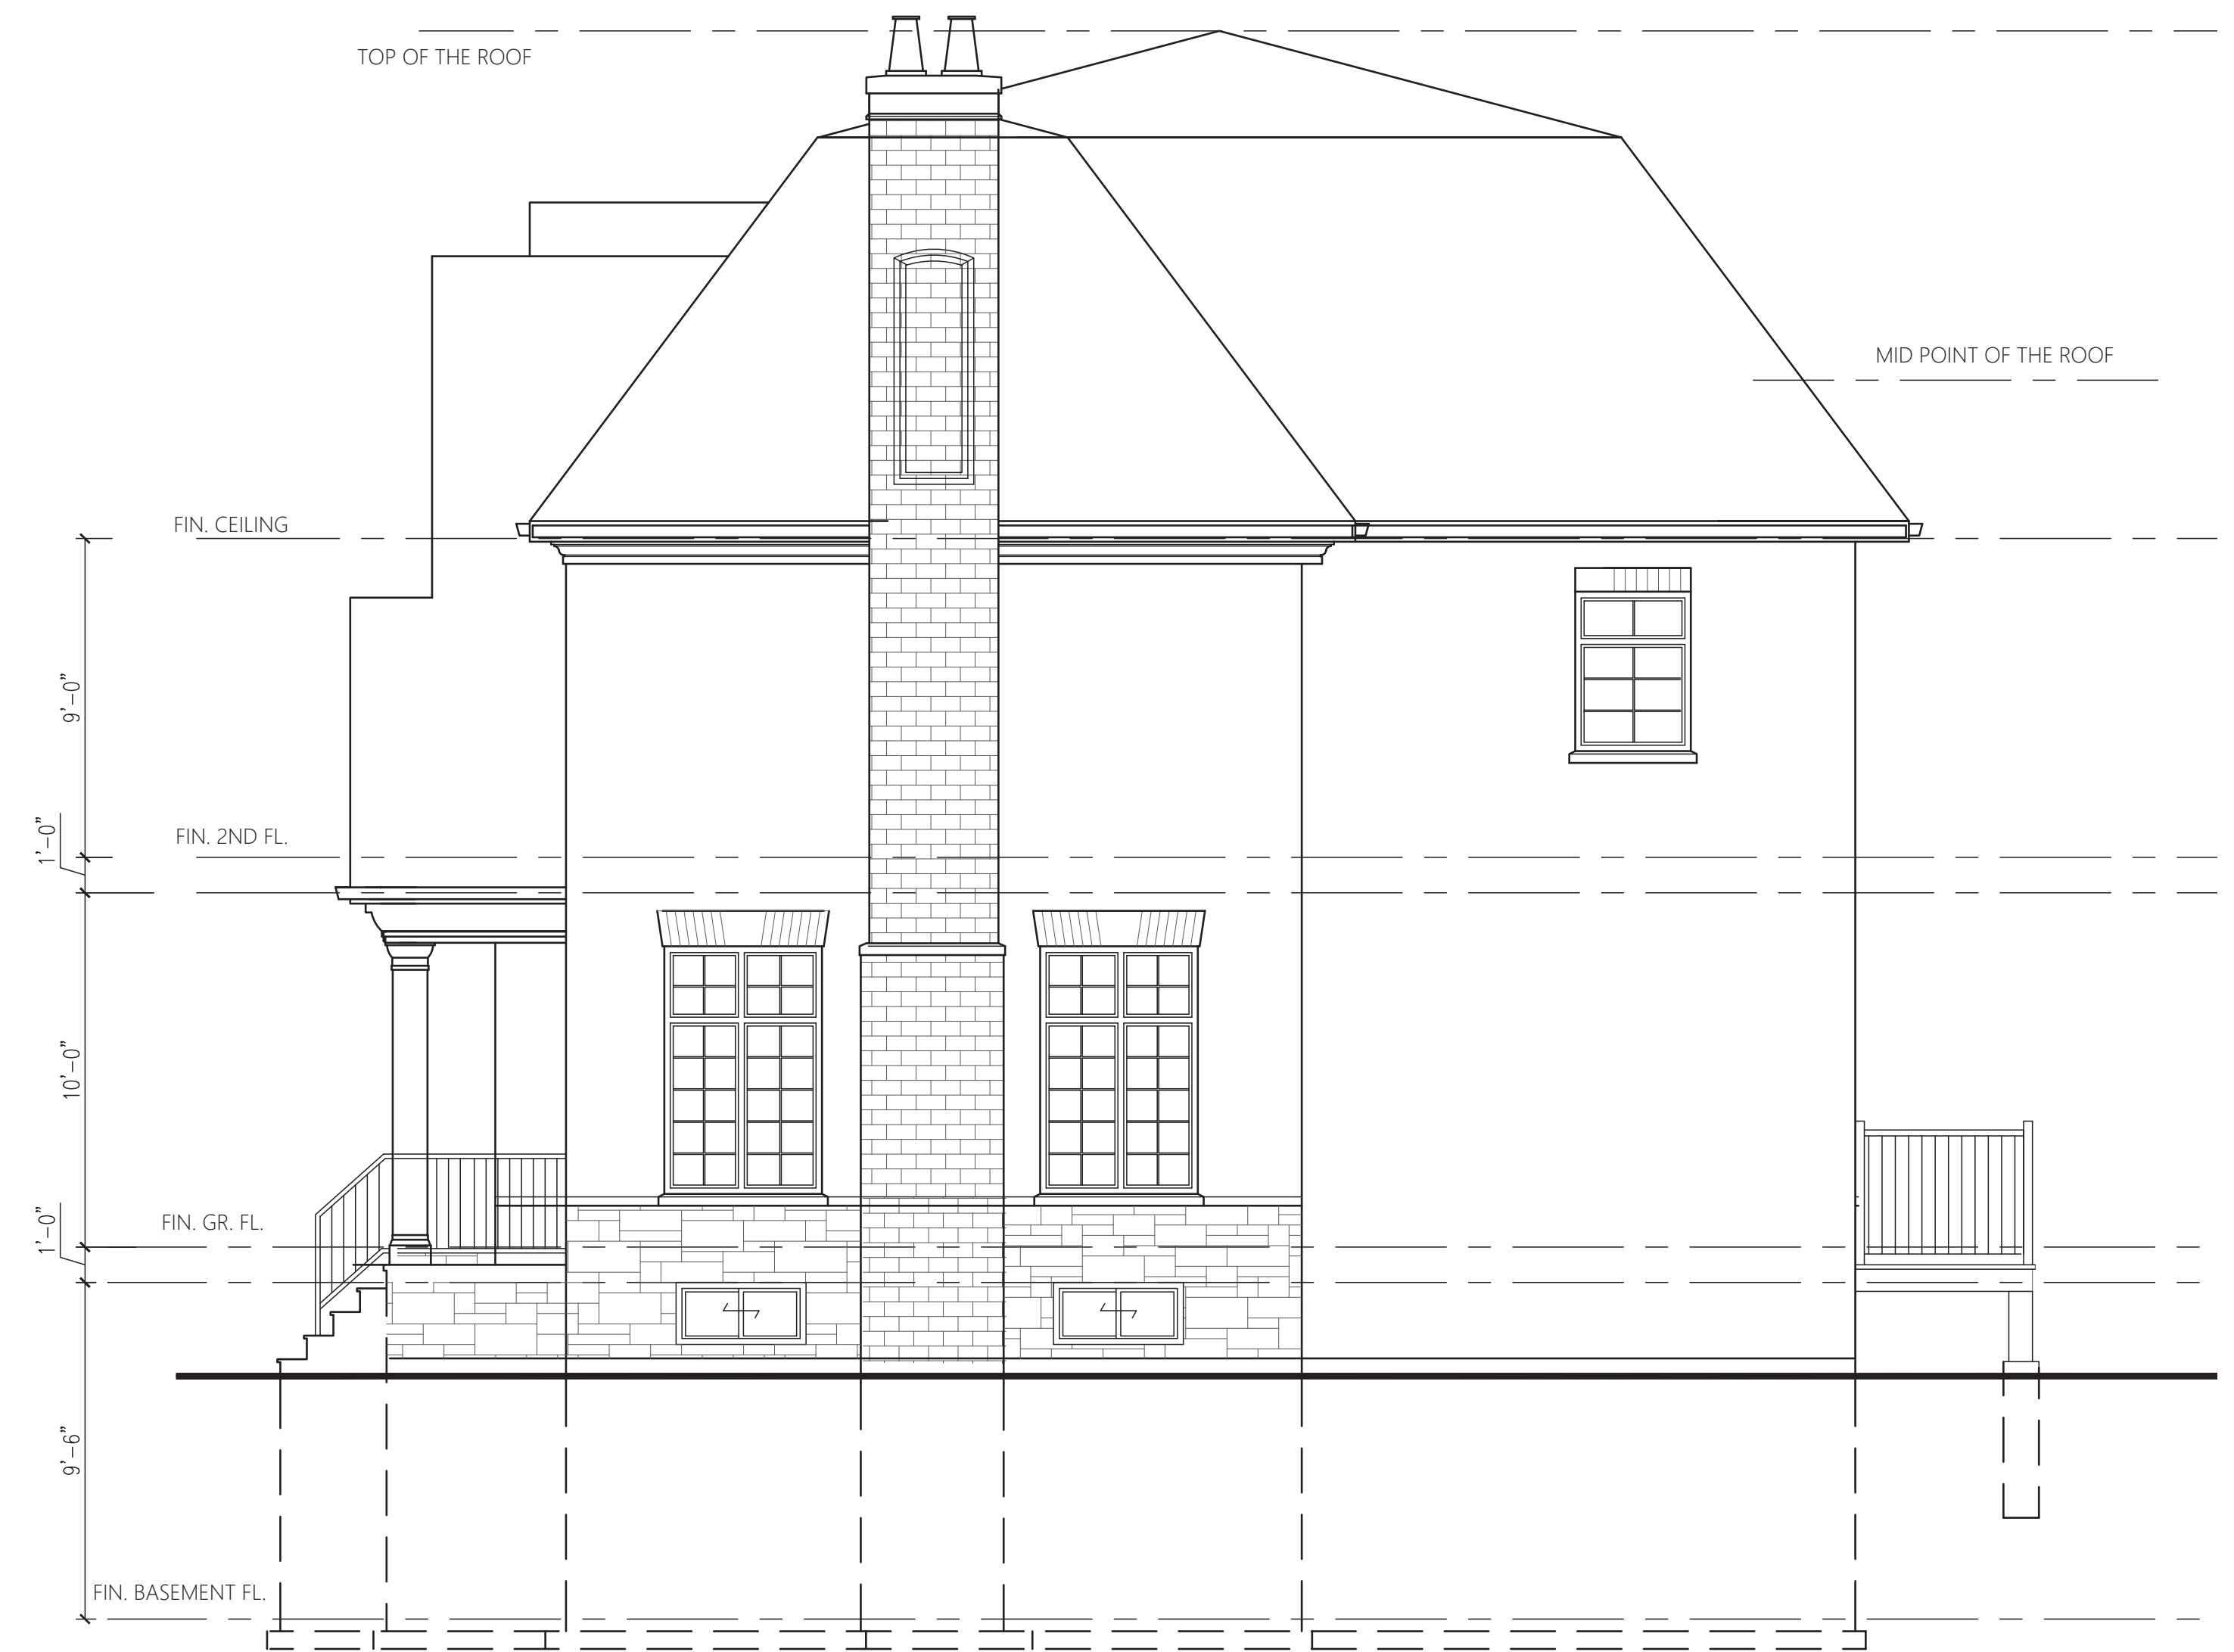 TOP OF THE ROOF
MID POINT OF THE ROOF
FIN. CEILING
9'-0"
1'-0"
FIN. 2ND FL.
10'-0"
1'-0"
FIN. GR. FL.
9'-6"
FIN. BASEMENT FL.